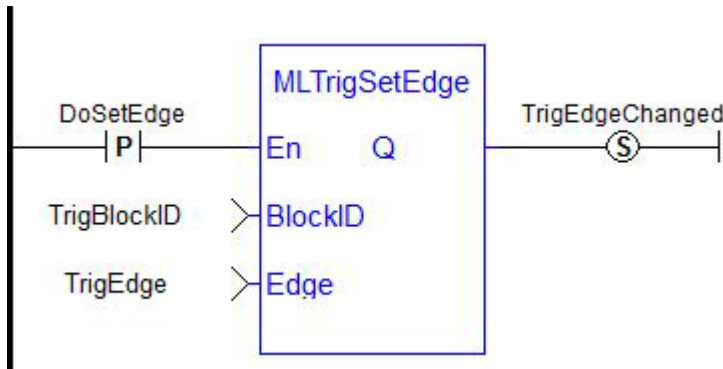 MLTrigSetEdge
DoSetEdge
TrigEdgeChanged
P
En
Q
S
TrigBlockID
BlockID
TrigEdge
Edge